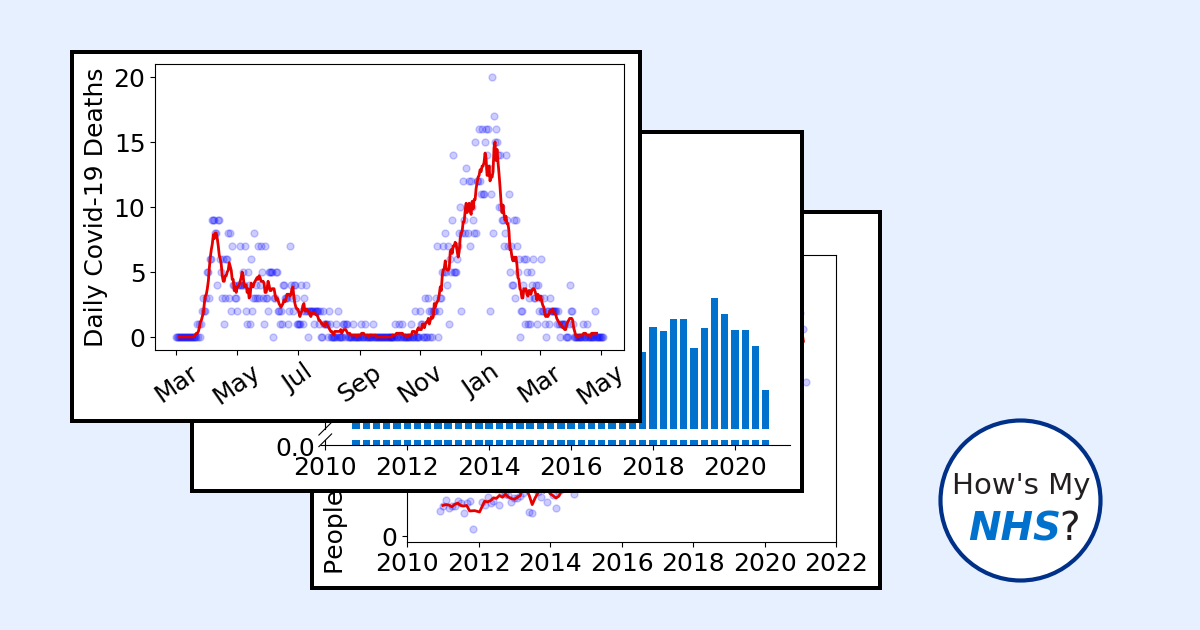 Daily Covid-19 Deaths
20
15
10
5
0
Mar May Jul Sep Nov Jan Mar May
0.0
2010 2012 2014 2016 2018 2020
People
0
2010 2012 2014 2016 2018 2020 2022
How's My
NHS?